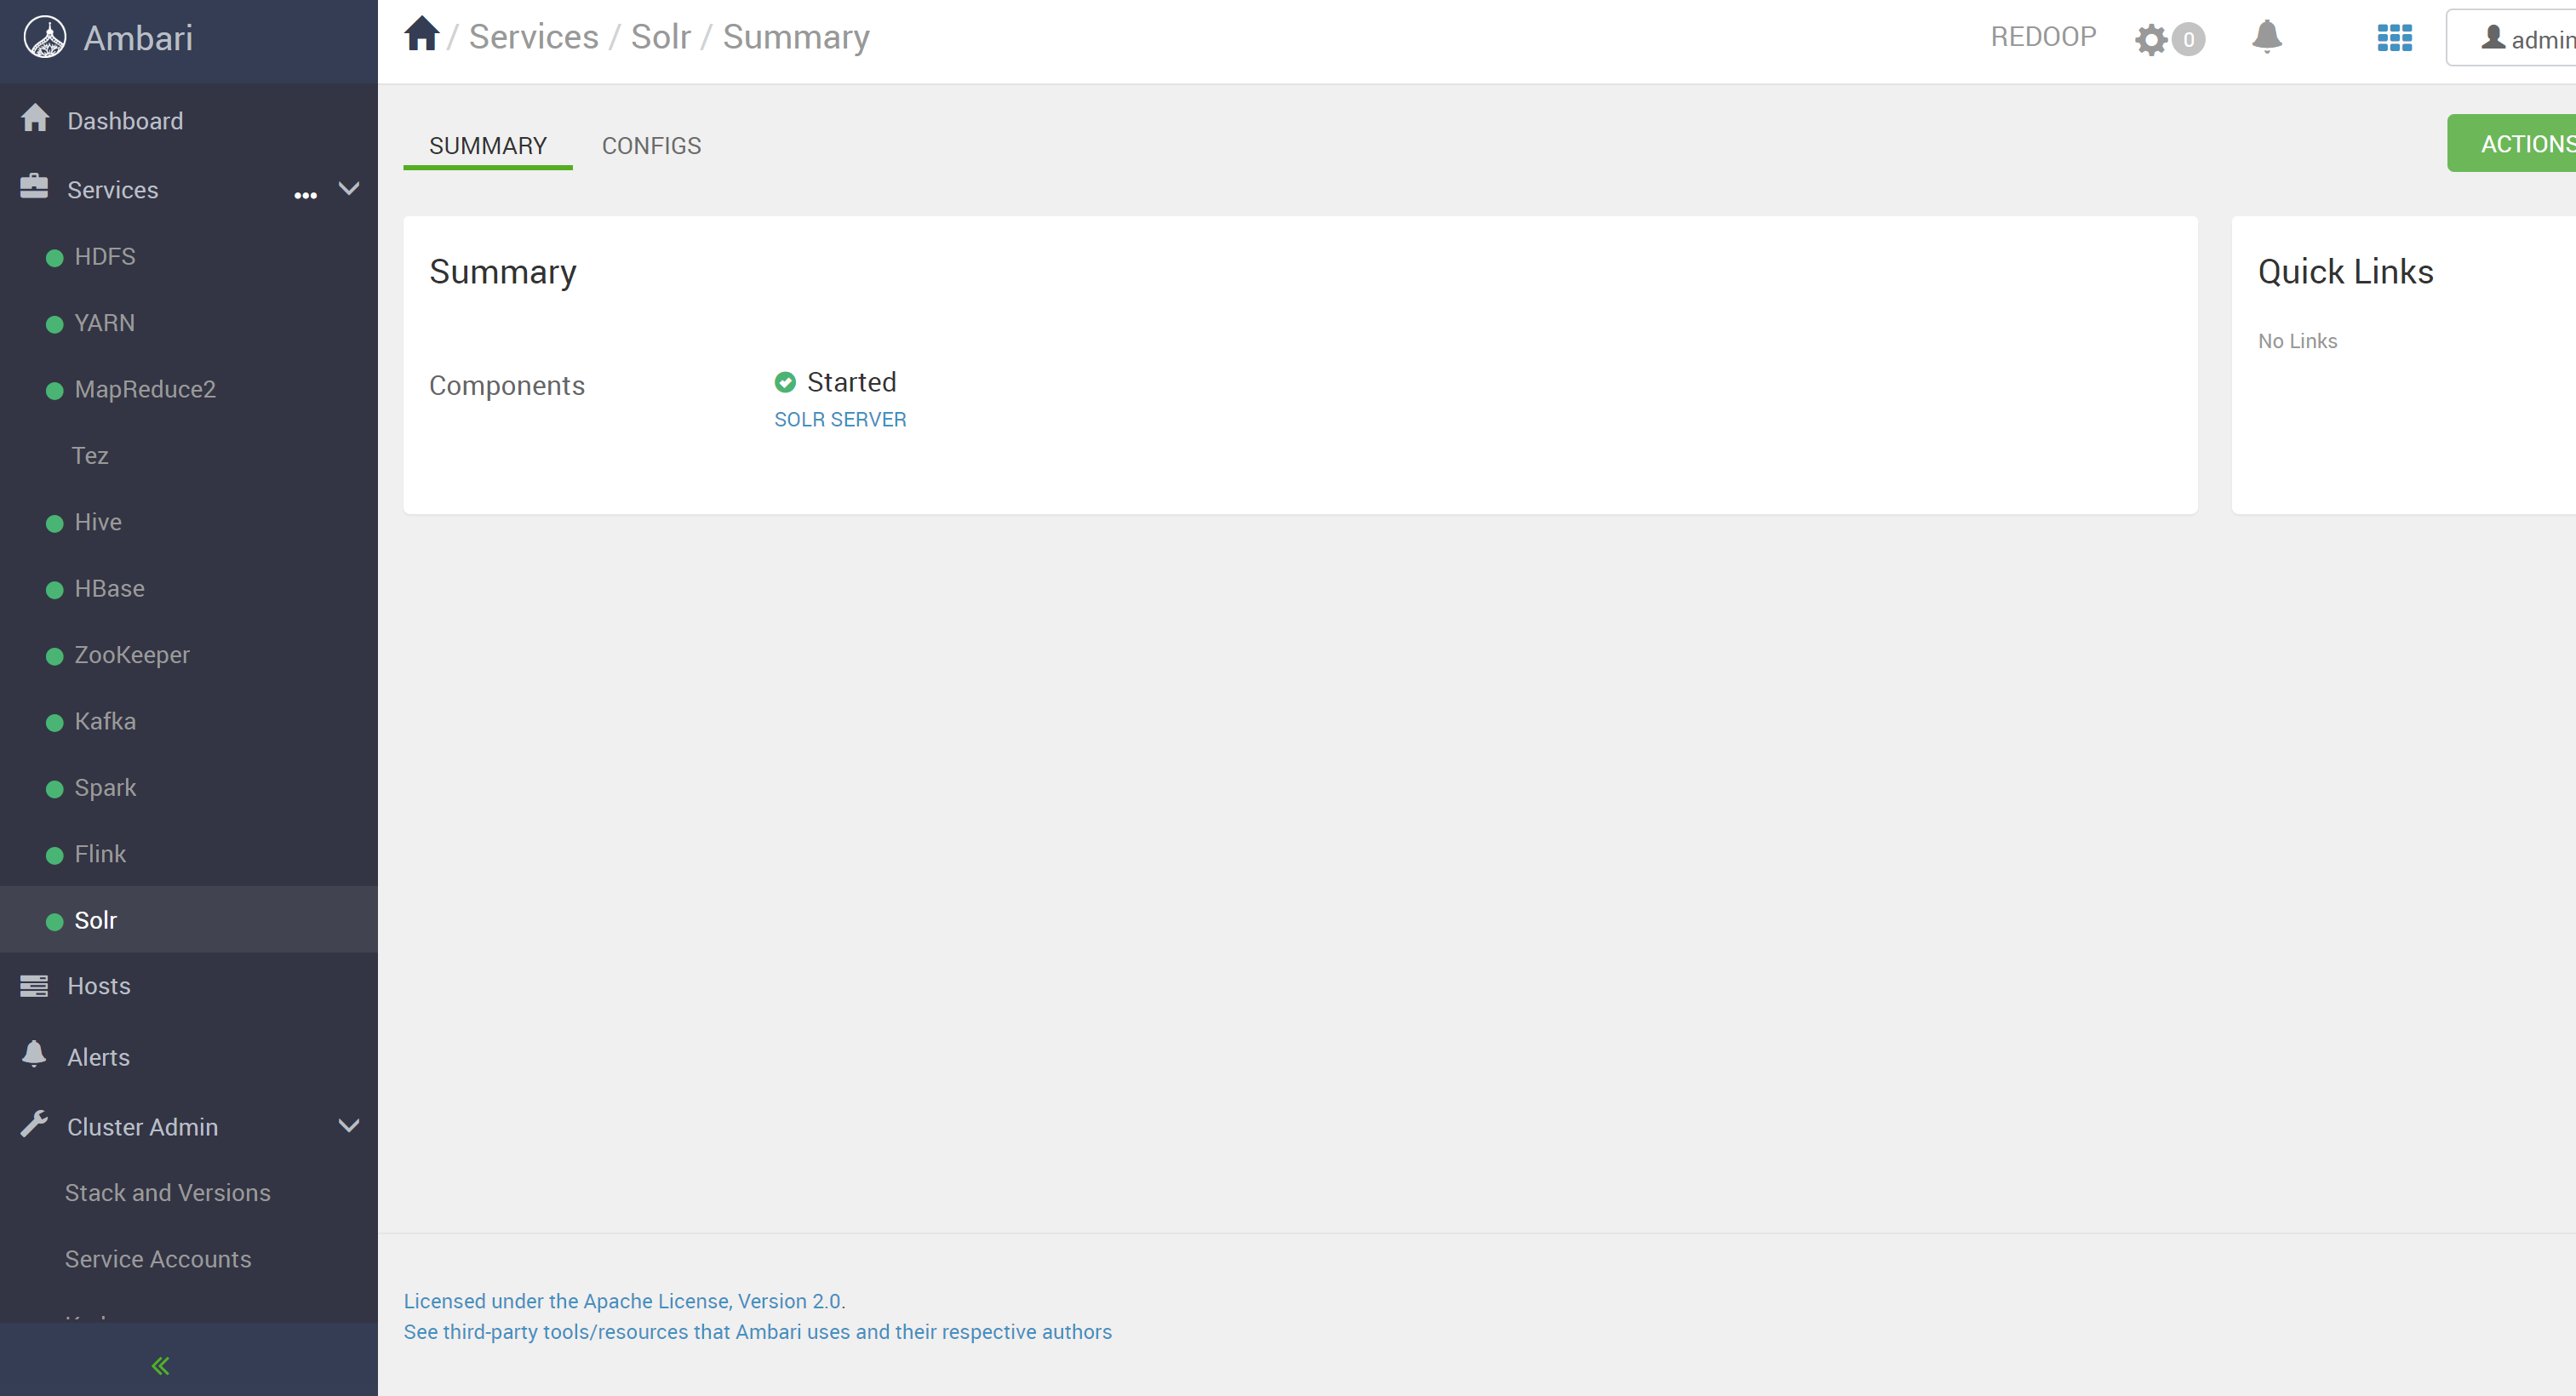 Ambari
/ Services / Solr / Summary
REDOOP
0
admin
Dashboard
Services
HDFS
YARN
MapReduce2
Tez
Hive
HBase
ZooKeeper
Kafka
Spark
Flink
Solr
Hosts
Alerts
Cluster Admin
Stack and Versions
Service Accounts
SUMMARY
CONFIGS
ACTIONS
Summary
Components
Started
SOLR SERVER
Quick Links
No Links
Licensed under the Apache License, Version 2.0.
See third-party tools/resources that Ambari uses and their respective authors